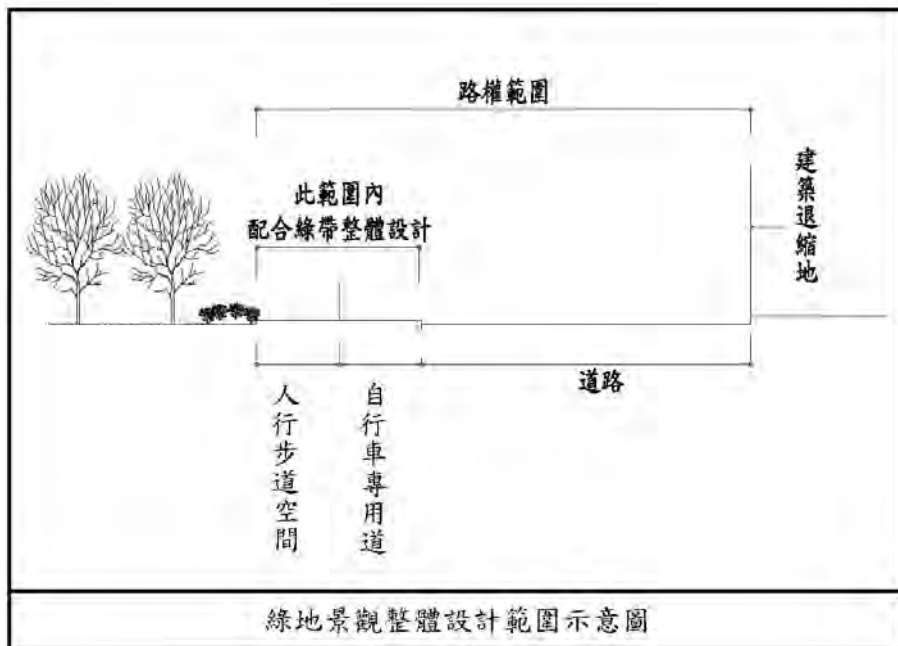 路權範圍
此範圍內
配合綠帶整體設計
建築退縮地
道路
人行步道空間
自行車專用道
綠地景觀整體設計範圍示意圖